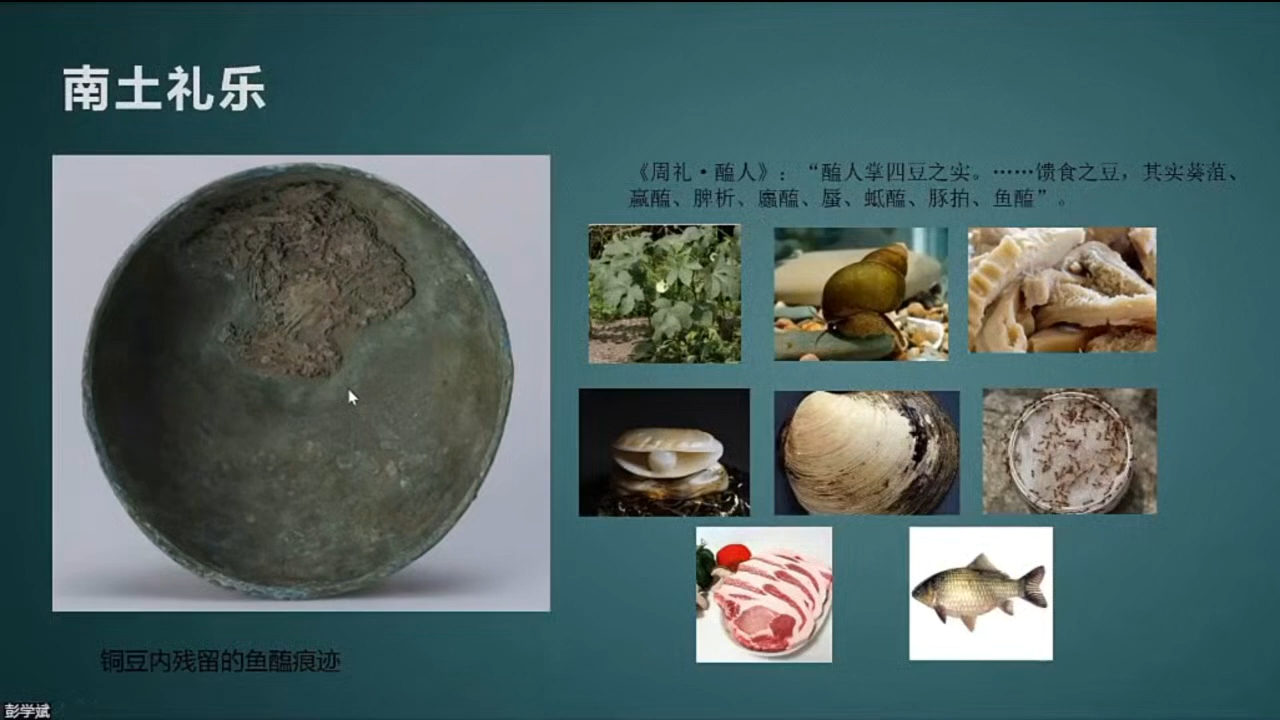 南土礼乐
《周礼·醢人》：“醢人掌四豆之实。……馈食之豆，其实葵菹、
蠃醢、脾析、蠯醢、蜃、蚳醢、豚拍、鱼醢”。
铜豆内残留的鱼醢痕迹
彭学斌